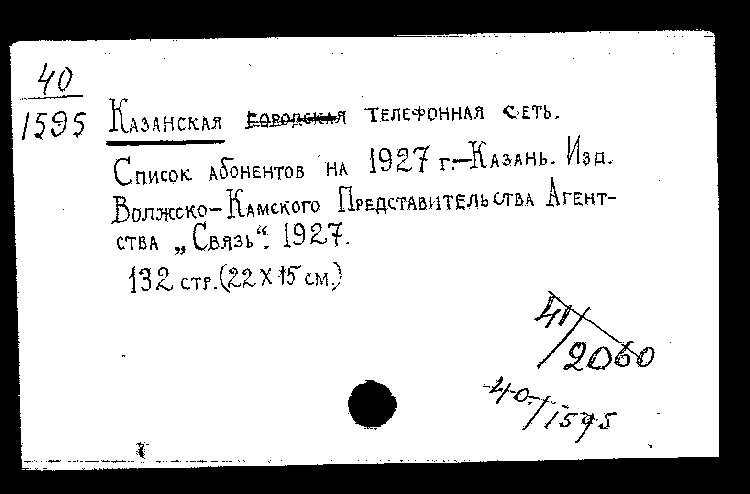 40
1595
Казанская городская телефонная сеть.
Список абонентов на 1927 г.–Казань. Изд.
Волжско–Камского Представительства Агент-
ства „Связь“. 1927.
132 стр. (22 X 15 см.)
41/2060
40/1595